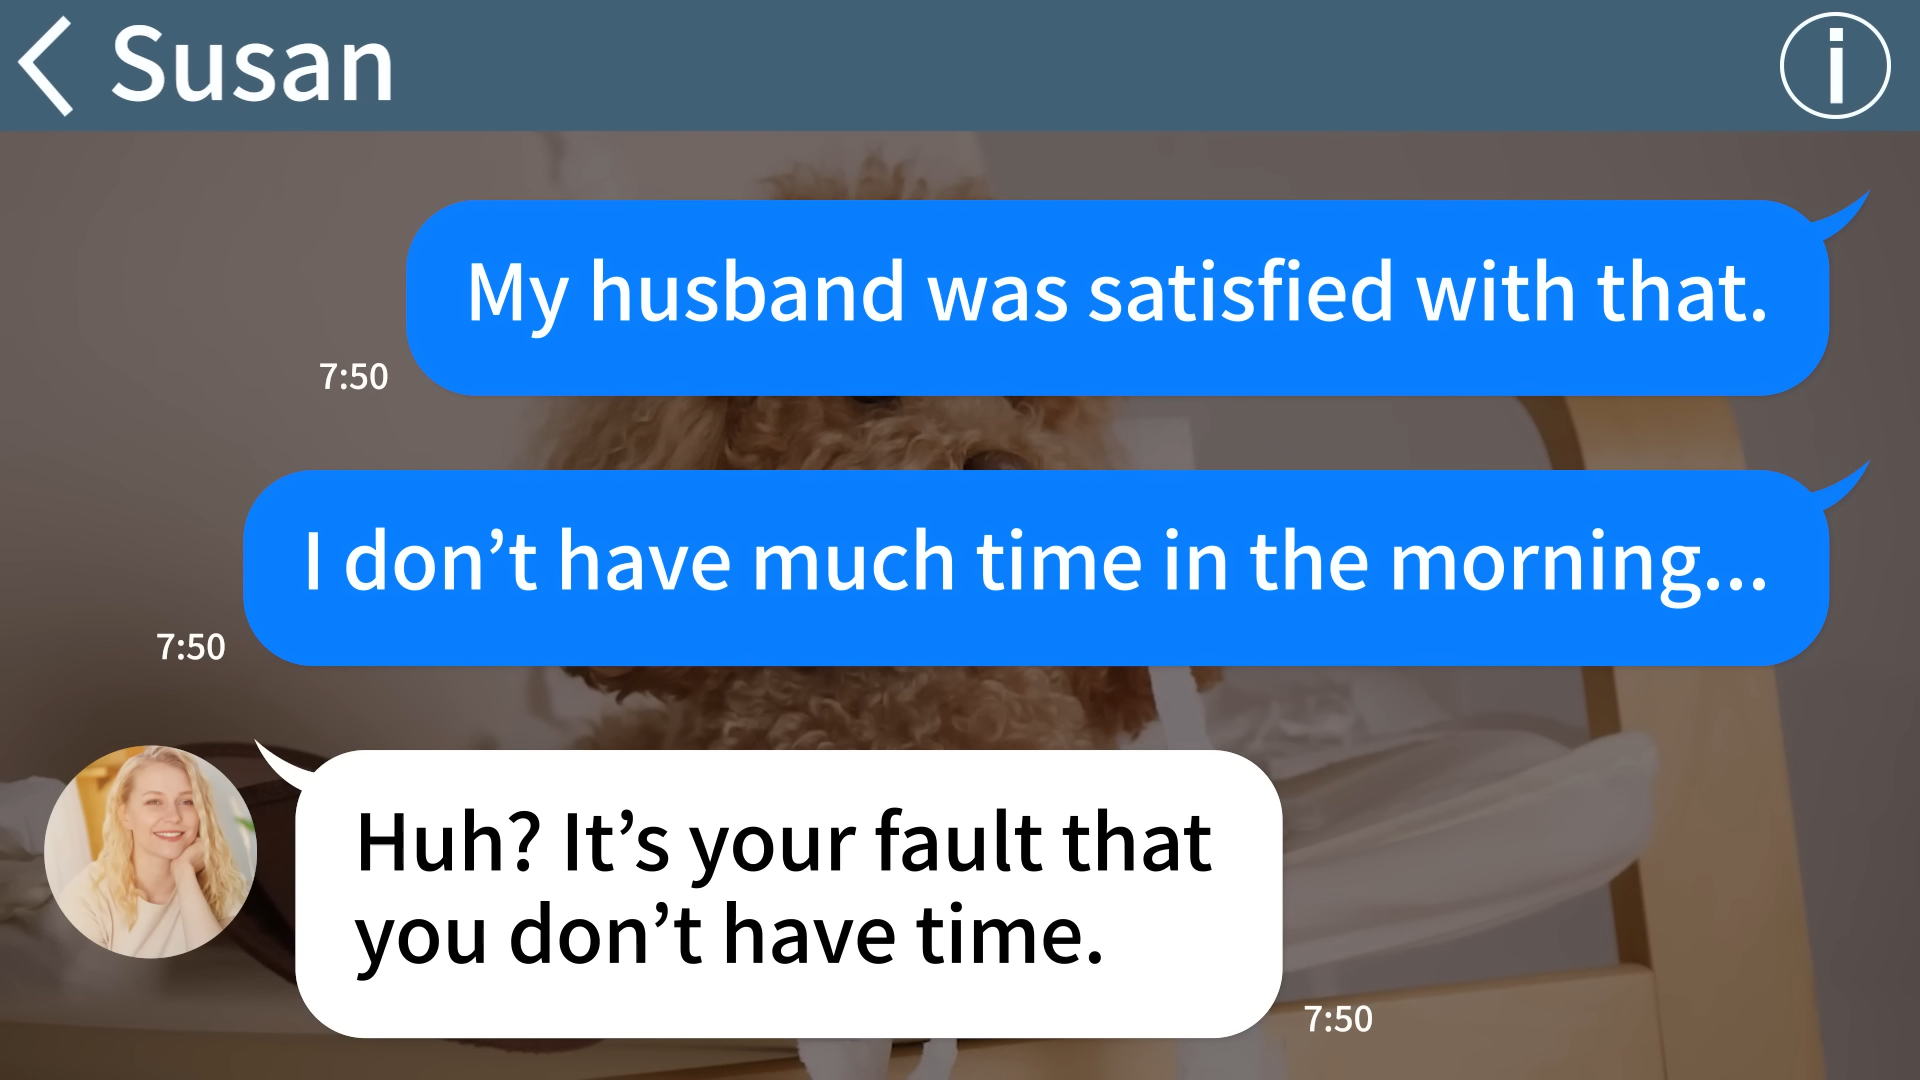 Susan
i
My husband was satisfied with that.
7:50
I don’t have much time in the morning...
7:50
Huh? It’s your fault that
you don’t have time.
7:50